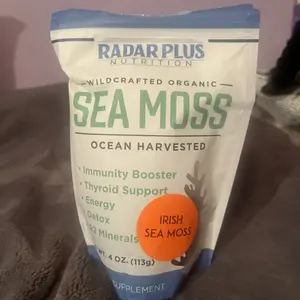 RADAR PLUS
NUTRITION
WILDCRAFTED ORGANIC
SEA MOSS
OCEAN HARVESTED
• Immunity Booster
• Thyroid Support
• Energy
• Detox
Minerals
IRISH
SEA MOSS
WT. 4 OZ. (113g)
SUPPLEMENT